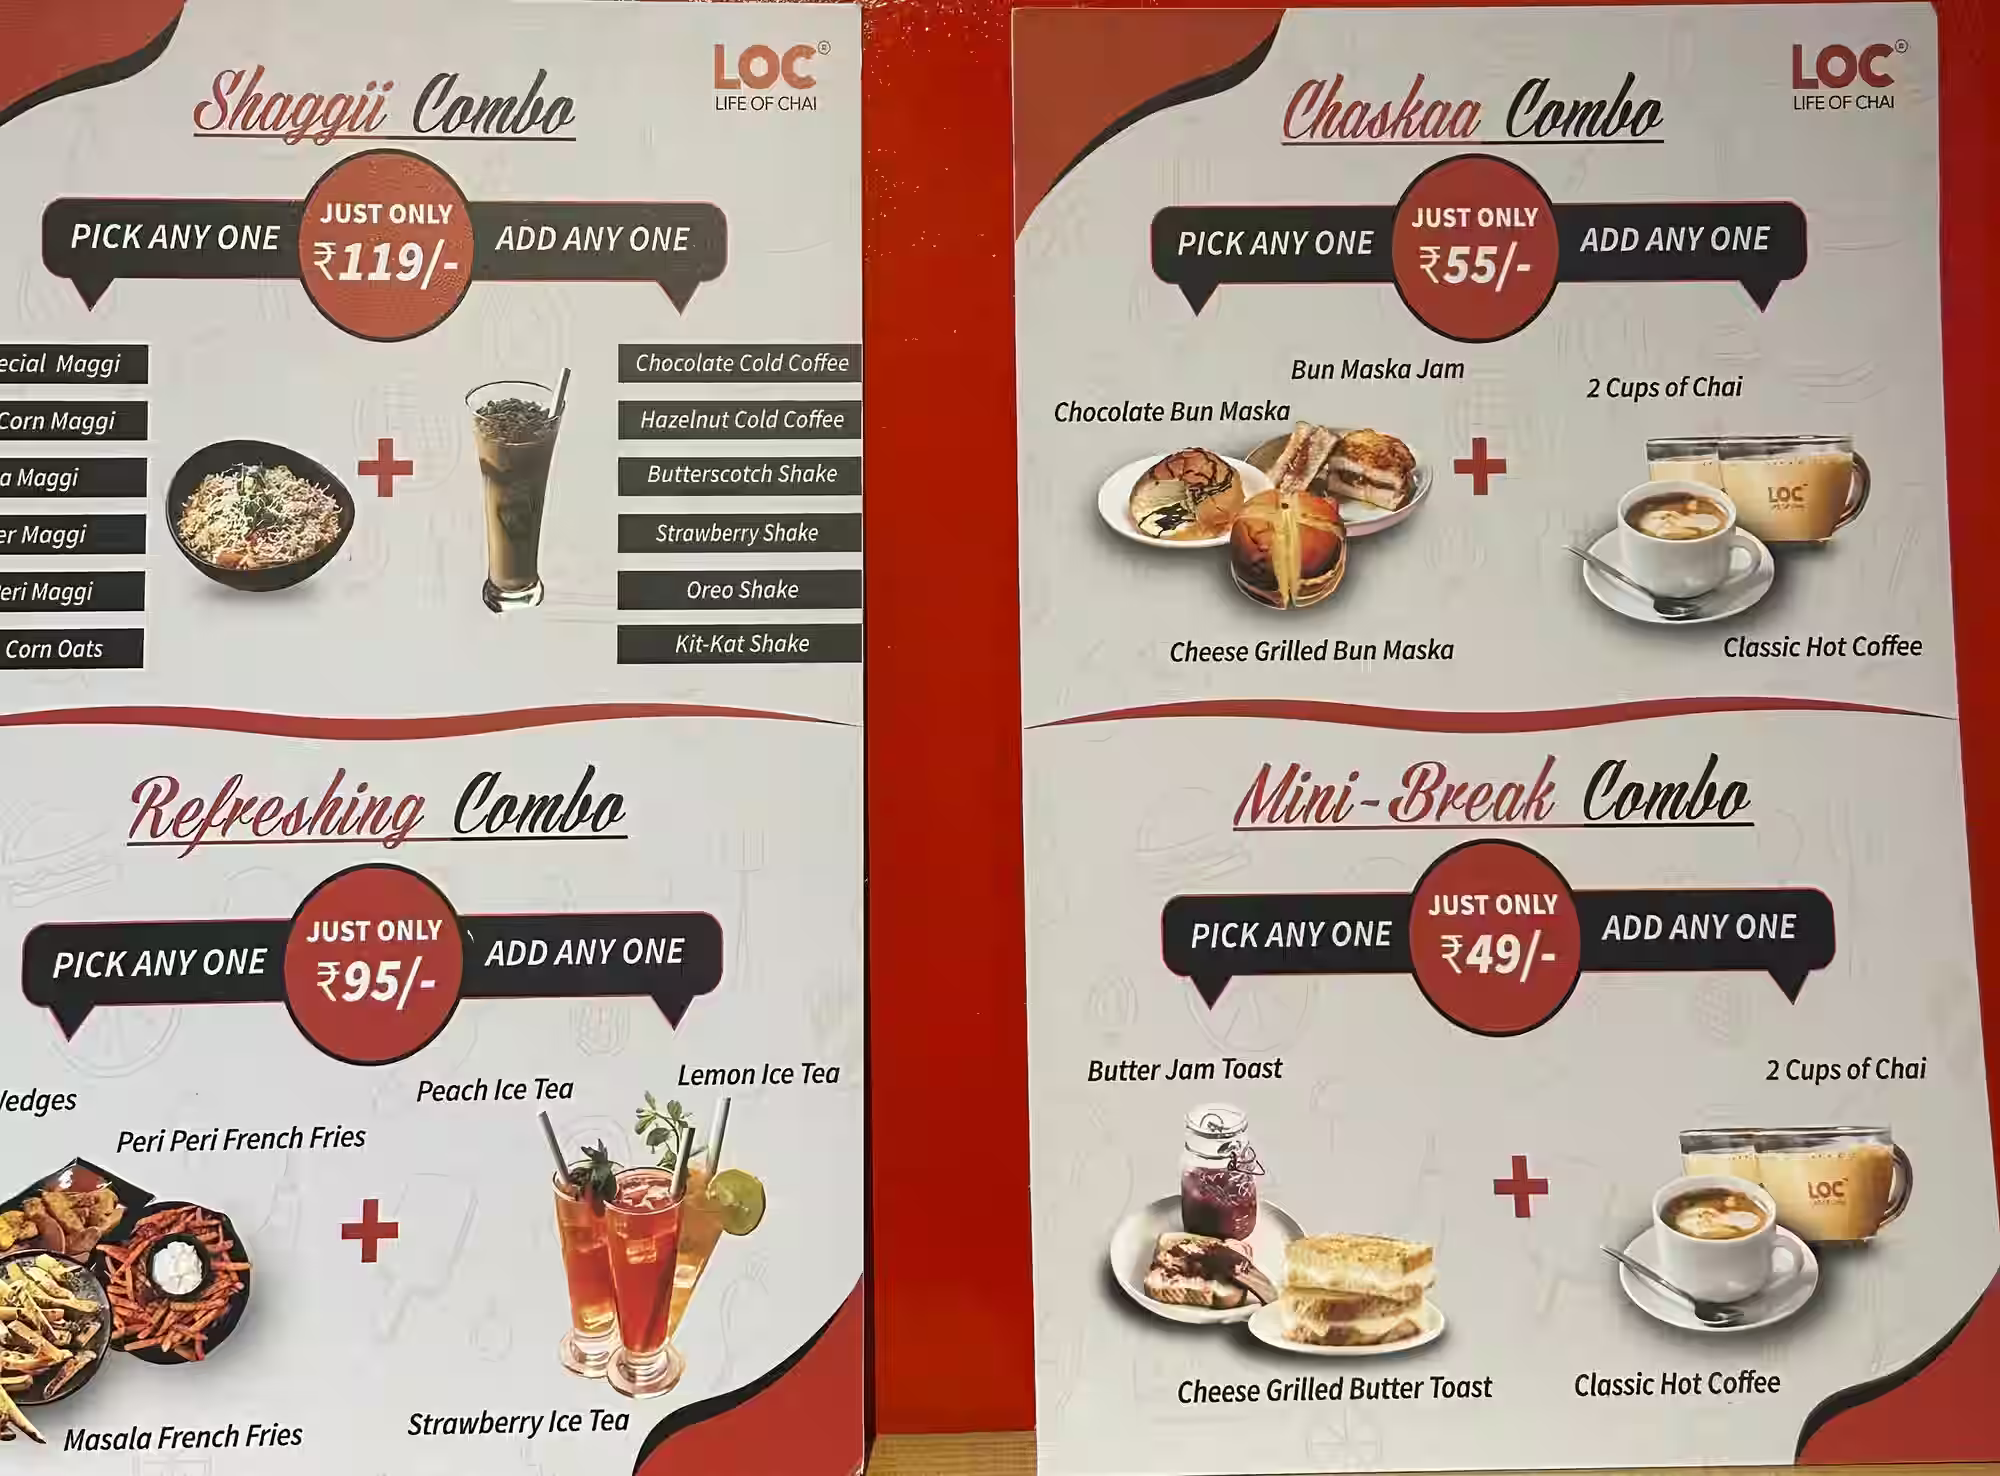 Shaggii Combo
LOC®
LIFE OF CHAI
PICK ANY ONE
JUST ONLY
₹119/-
ADD ANY ONE
Maggi
Corn Maggi
Maggi
Maggi
Maggi
Corn Oats
Chocolate Cold Coffee
Hazelnut Cold Coffee
Butterscotch Shake
Strawberry Shake
Oreo Shake
Kit-Kat Shake
Refreshing Combo
PICK ANY ONE
JUST ONLY
₹95/-
ADD ANY ONE
Peri Peri French Fries
Masala French Fries
Peach Ice Tea
Lemon Ice Tea
Strawberry Ice Tea
Chaskaa Combo
LOC®
LIFE OF CHAI
PICK ANY ONE
JUST ONLY
₹55/-
ADD ANY ONE
Bun Maska Jam
Chocolate Bun Maska
Cheese Grilled Bun Maska
2 Cups of Chai
LOC
Classic Hot Coffee
Mini-Break Combo
PICK ANY ONE
JUST ONLY
₹49/-
ADD ANY ONE
Butter Jam Toast
Cheese Grilled Butter Toast
2 Cups of Chai
LOC
Classic Hot Coffee